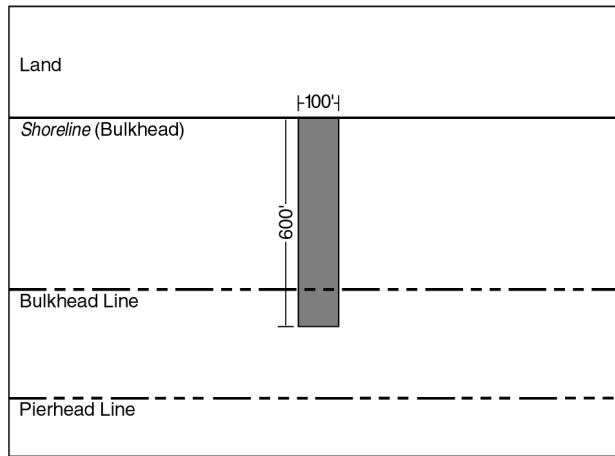 Land
100'
Shoreline (Bulkhead)
600'
Bulkhead Line
Pierhead Line